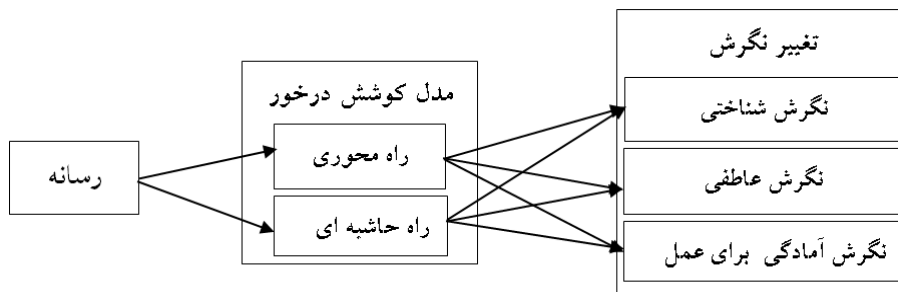 رسانه
مدل کوشش درخور
راه محوری
راه حاشیه ای
تغییر نگرش
نگرش شناختی
نگرش عاطفی
نگرش آمادگی برای عمل